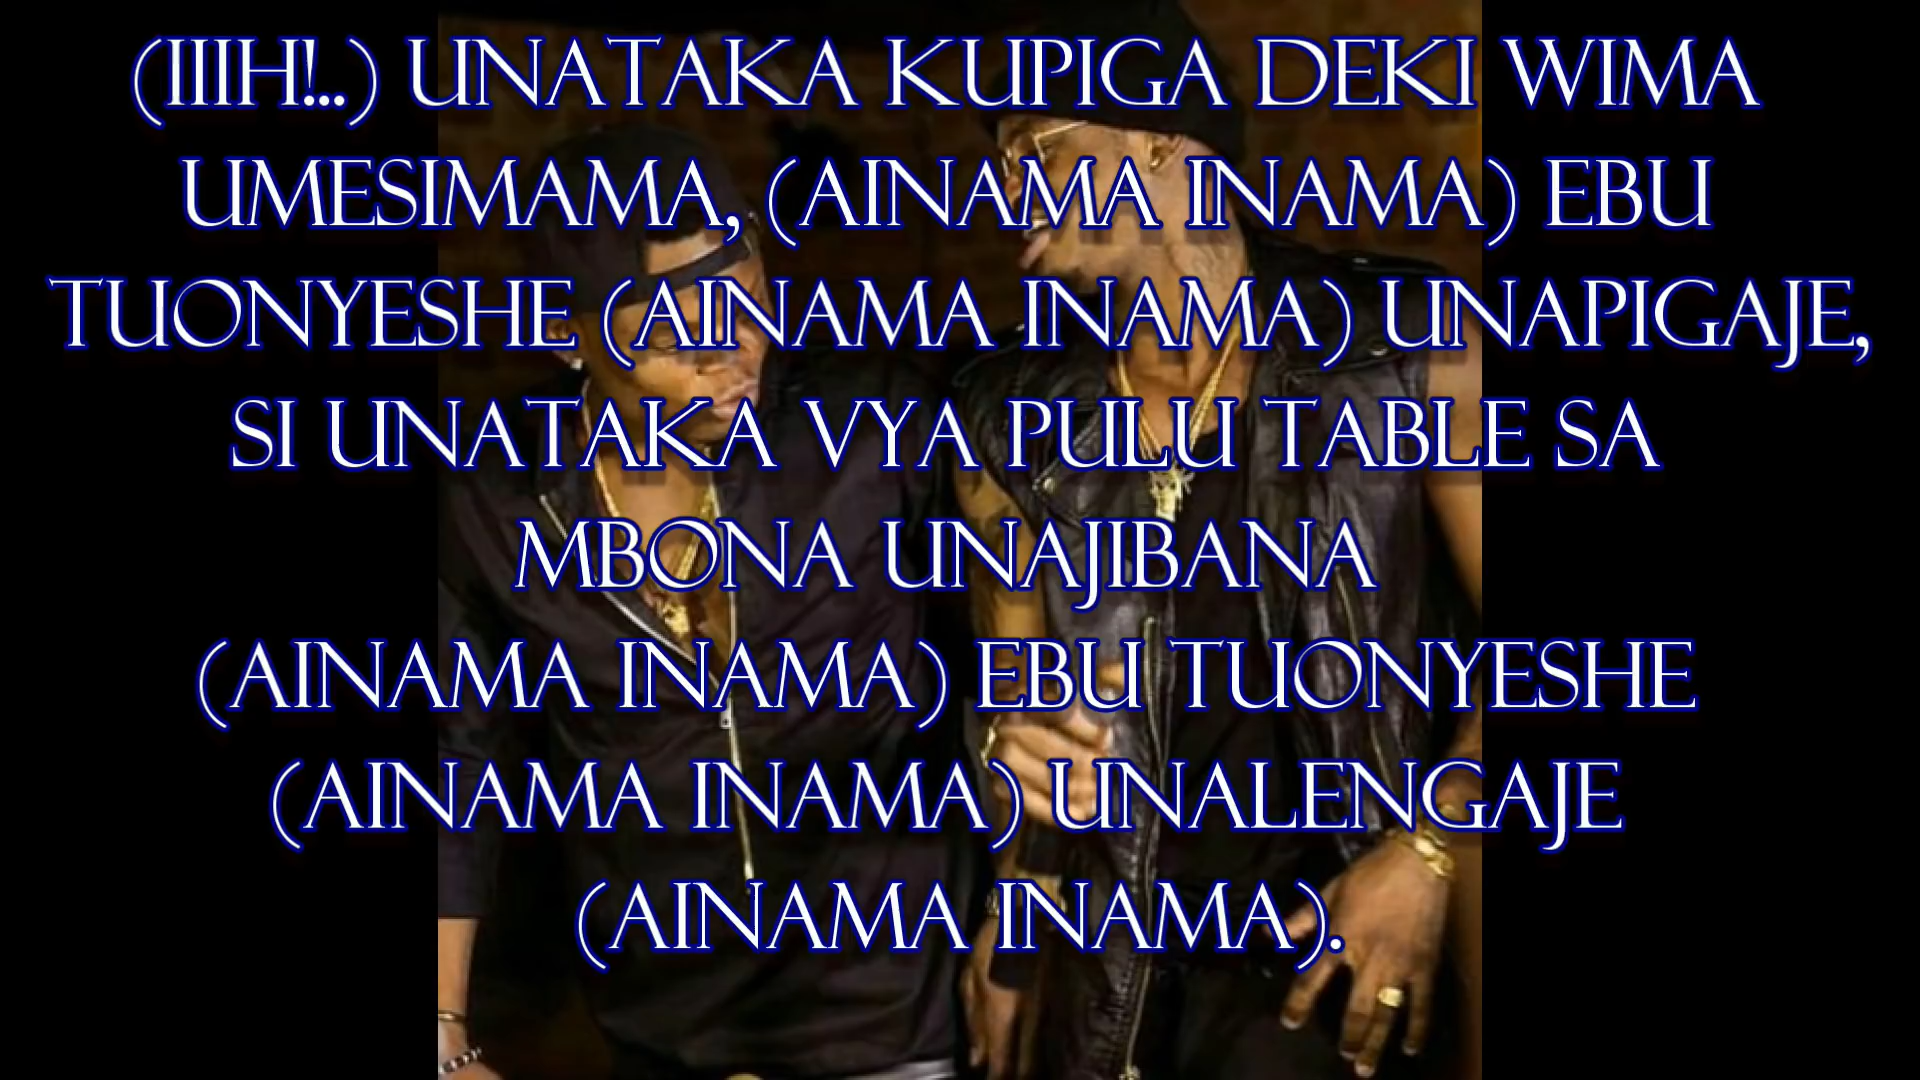 (IIIH!...) UNATAKA KUPIGA DEKI WIMA
UMESIMAMA, (AINAMA INAMA) EBU
TUONYESHE (AINAMA INAMA) UNAPIGAJE,
SI UNATAKA VYA PULU TABLE SA
MBONA UNAJIBANA
(AINAMA INAMA) EBU TUONYESHE
(AINAMA INAMA) UNALENGAJE
(AINAMA INAMA).